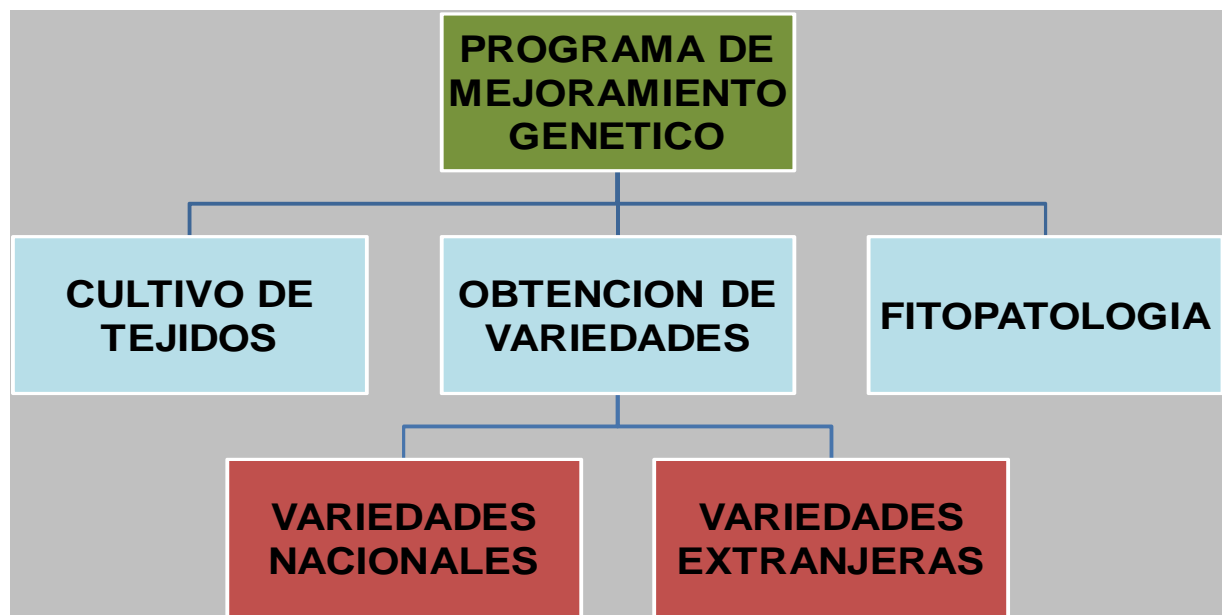 PROGRAMA DE
MEJORAMIENTO
GENETICO
CULTIVO DE
TEJIDOS
OBTENCION DE
VARIEDADES
FITOPATOLOGIA
VARIEDADES
NACIONALES
VARIEDADES
EXTRANJERAS